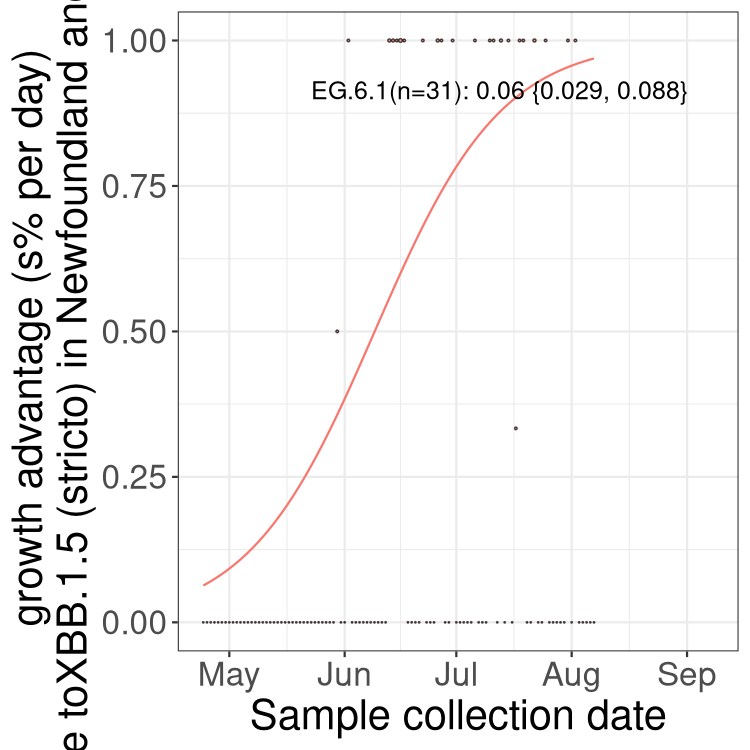 growth advantage (s% per day)
toXBB.1.5 (stricto) in Newfoundland
1.00
0.75
0.50
0.25
0.00
EG.6.1(n=31): 0.06 {0.029, 0.088}
May Jun Jul Aug Sep
Sample collection date